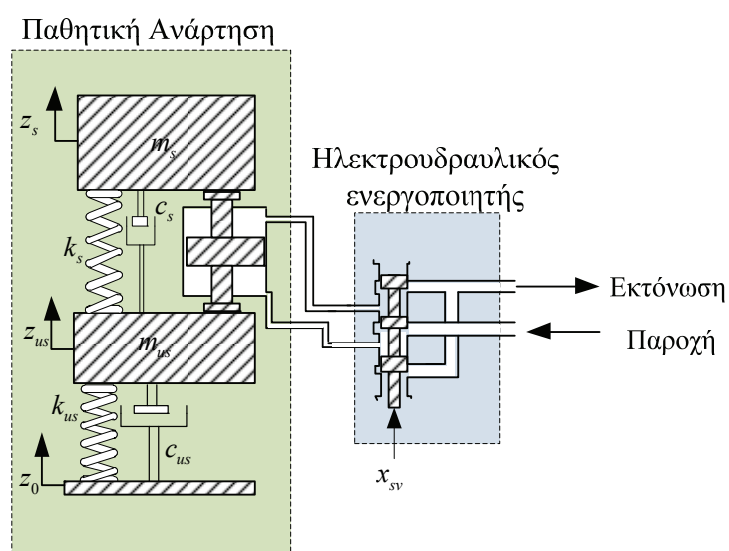 Παθητική Ανάρτηση
z_s
m_s
c_s
k_s
z_us
m_us
k_us
c_us
z_0
Ηλεκτρουδραυλικός
ενεργοποιητής
Εκτόνωση
Παροχή
x_sv